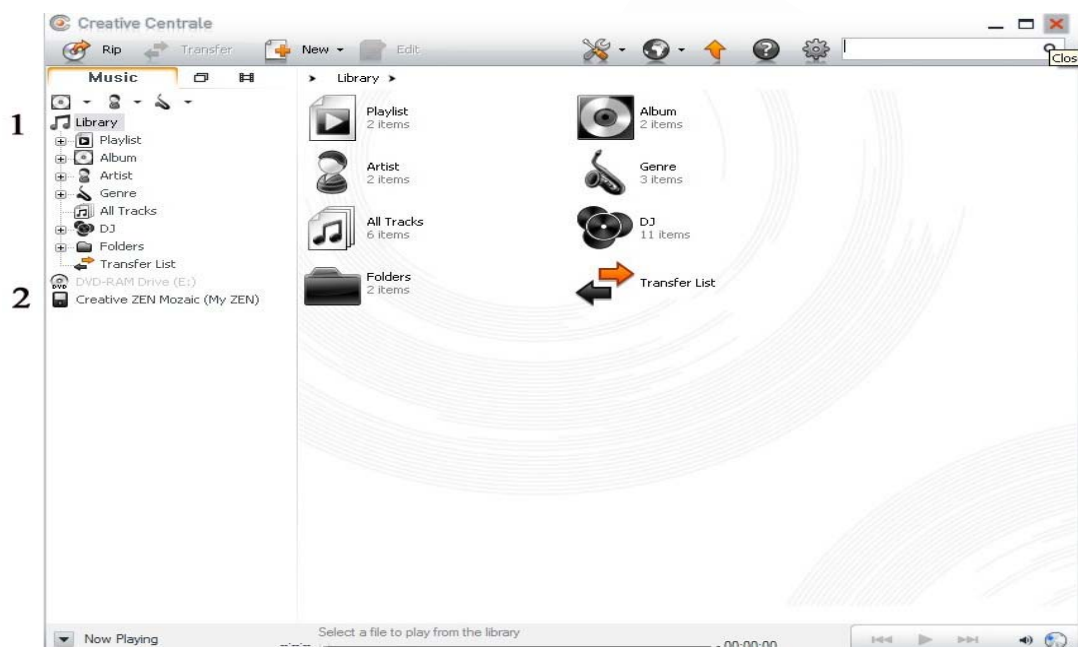 Creative Centrale
Rip Transfer New Edit
Clos
Music
Library
1
Library
Playlist
Album
Artist
Genre
All Tracks
DJ
Folders
Transfer List
DVD-RAM Drive (E:)
2
Creative ZEN Mozaic (My ZEN)
Playlist
2 items
Album
2 items
Artist
2 items
Genre
3 items
All Tracks
6 items
DJ
11 items
Folders
2 items
Transfer List
Now Playing
Select a file to play from the library
--:--:--
- 00:00:00